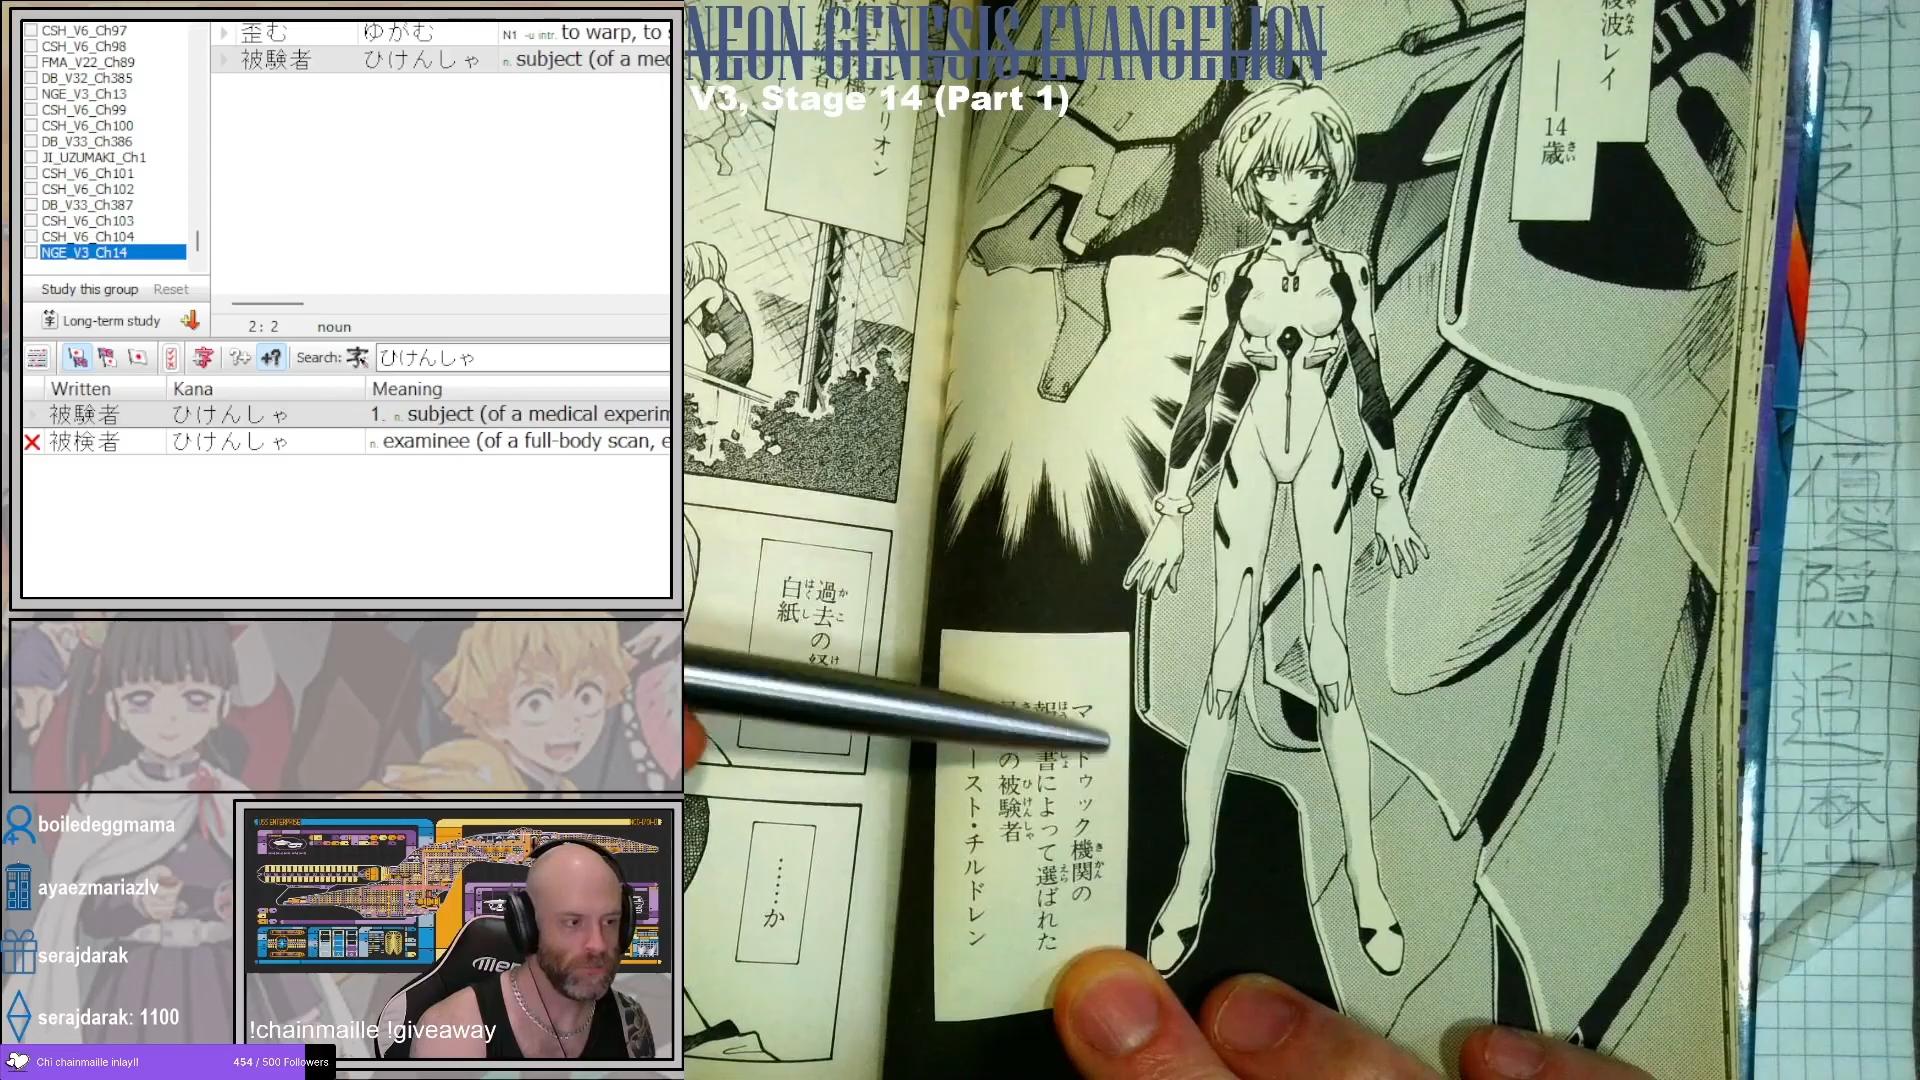 CSH_V6_Ch97
CSH_V6_Ch98
FMA_V22_Ch89
DB_V32_Ch385
NGE_V3_Ch13
CSH_V6_Ch99
CSH_V6_Ch100
DB_V33_Ch386
JI_UZUMAKI_Ch1
CSH_V6_Ch101
CSH_V6_Ch102
DB_V33_Ch387
CSH_V6_Ch103
CSH_V6_Ch104
NGE_V3_Ch14
Study this group Reset
Long-term study
歪む ゆがむ N1 -u intr. to warp, to
被験者 ひけんしゃ n. subject (of a med
2: 2 noun
Search: ひけんしゃ
Written Kana Meaning
被験者 ひけんしゃ 1. n. subject (of a medical experim
被検者 ひけんしゃ n. examinee (of a full-body scan, e
boiledeggmama
ayaezmariazlv
serajdarak
serajdarak: 1100
Chi chainmaille inlay!!
454 / 500 Followers
USS ENTERPRISE
!chainmaille !giveaway
NEON GENESIS EVANGELION
V3, Stage 14 (Part 1)
綾波レイ
14歳
リオン
過去の
白紙
……か
ドゥック機関の
書によって選ばれた
の被験者
ースト・チルドレン